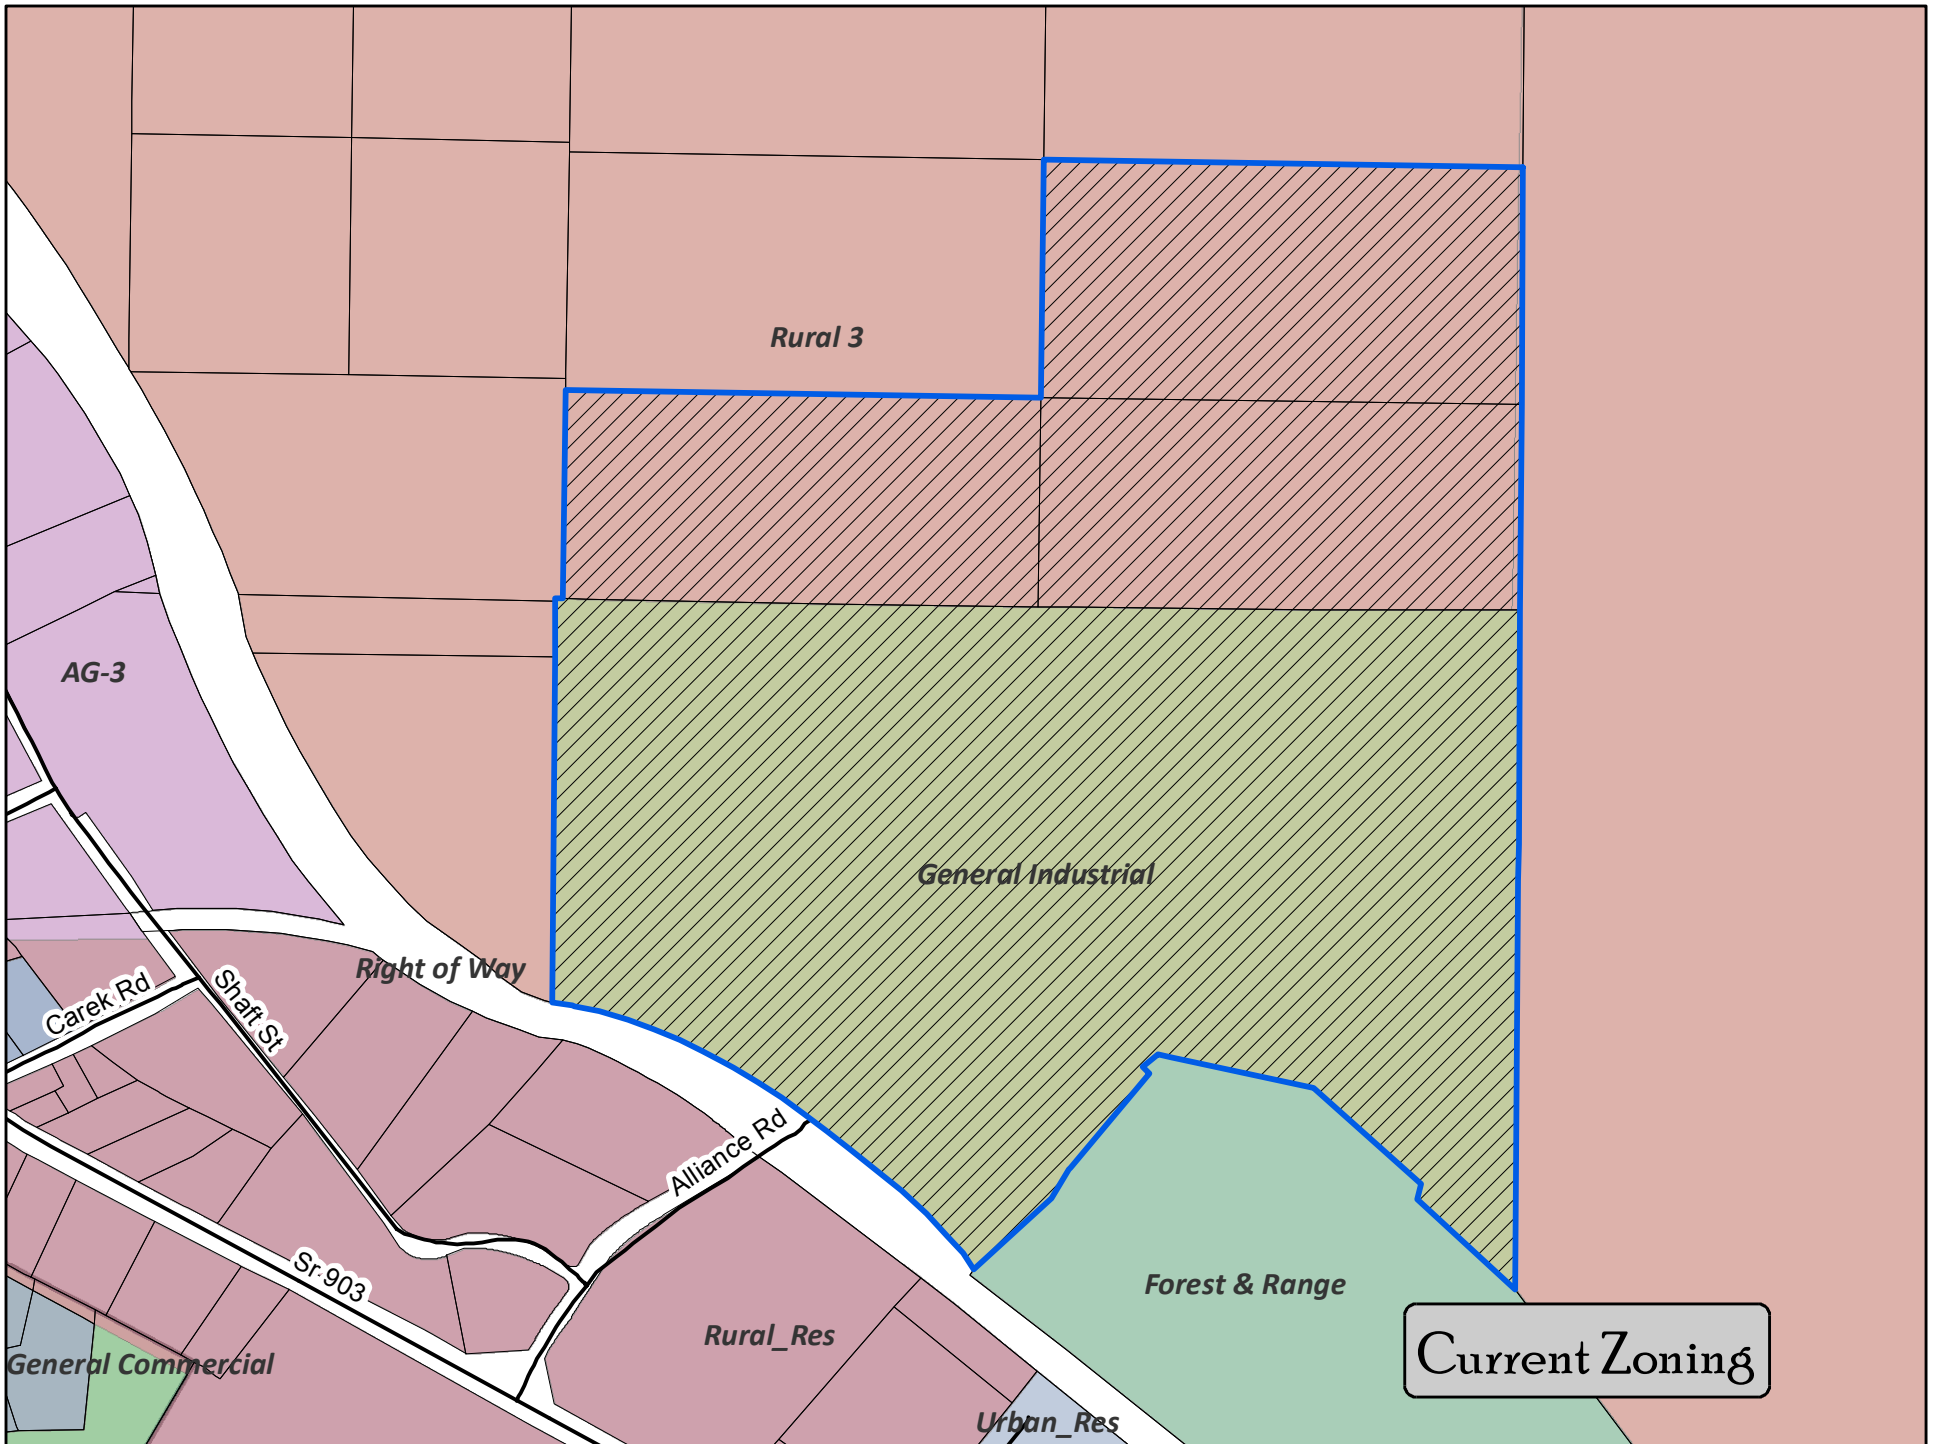 Rural 3
AG-3
General Industrial
Right of Way
Carek Rd
Shaft St
Alliance Rd
Sr 903
Forest & Range
Rural_Res
General Commercial
Current Zoning
Urban_Res